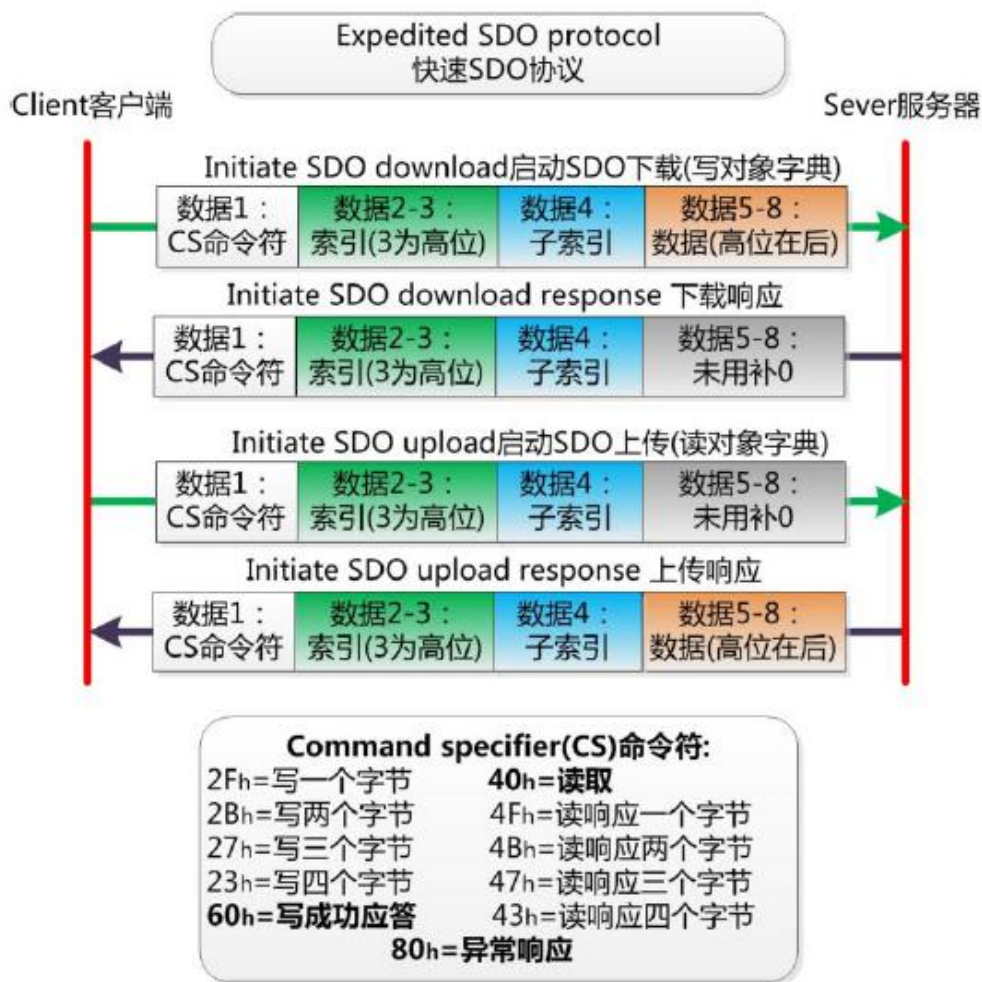 Expedited SDO protocol
快速SDO协议
Client客户端
Sever服务器
Initiate SDO download启动SDO下载(写对象字典)
数据1：
CS命令符
数据2-3：
索引(3为高位)
数据4：
子索引
数据5-8：
数据(高位在后)
Initiate SDO download response 下载响应
数据1：
CS命令符
数据2-3：
索引(3为高位)
数据4：
子索引
数据5-8：
未用补0
Initiate SDO upload启动SDO上传(读对象字典)
数据1：
CS命令符
数据2-3：
索引(3为高位)
数据4：
子索引
数据5-8：
未用补0
Initiate SDO upload response 上传响应
数据1：
CS命令符
数据2-3：
索引(3为高位)
数据4：
子索引
数据5-8：
数据(高位在后)
Command specifier(CS)命令符:
2Fh=写一个字节 40h=读取
2Bh=写两个字节 4Fh=读响应一个字节
27h=写三个字节 4Bh=读响应两个字节
23h=写四个字节 47h=读响应三个字节
60h=写成功应答 43h=读响应四个字节
80h=异常响应